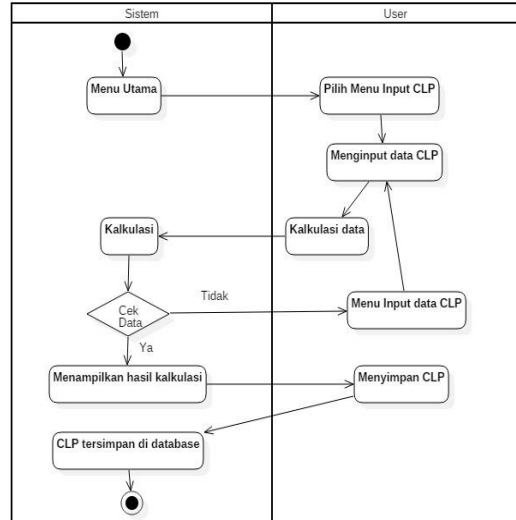 Sistem
User
Menu Utama
Pilih Menu Input CLP
Menginput data CLP
Kalkulasi
Kalkulasi data
Tidak
Cek
Data
Menu Input data CLP
Ya
Menampilkan hasil kalkulasi
Menyimpan CLP
CLP tersimpan di database